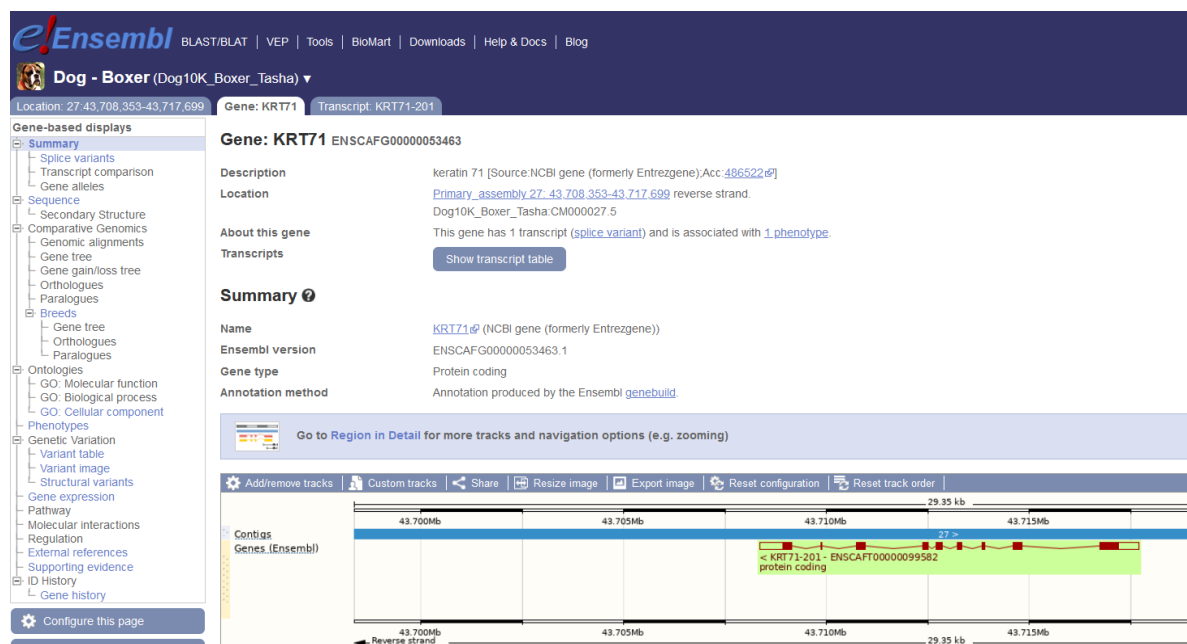 e!Ensembl BLAST/BLAT | VEP | Tools | BioMart | Downloads | Help & Docs | Blog
Dog - Boxer (Dog10K_Boxer_Tasha) ▼
Location: 27:43,708,353-43,717,699 Gene: KRT71 Transcript: KRT71-201
Gene-based displays
Summary
Splice variants
Transcript comparison
Gene alleles
Sequence
Secondary Structure
Comparative Genomics
Genomic alignments
Gene tree
Gene gain/loss tree
Orthologues
Paralogues
Breeds
Gene tree
Orthologues
Paralogues
Ontologies
GO: Molecular function
GO: Biological process
GO: Cellular component
Phenotypes
Genetic Variation
Variant table
Variant image
Structural variants
Gene expression
Pathway
Molecular interactions
Regulation
External references
Supporting evidence
ID History
Gene history
Configure this page
Gene: KRT71 ENSCAFG00000053463
Description keratin 71 [Source:NCBI gene (formerly Entrezgene);Acc:486522]
Location Primary_assembly 27: 43,708,353-43,717,699 reverse strand.
Dog10K_Boxer_Tasha:CM000027.5
About this gene This gene has 1 transcript (splice variant) and is associated with 1 phenotype.
Transcripts Show transcript table
Summary ?
Name KRT71 (NCBI gene (formerly Entrezgene))
Ensembl version ENSCAFG00000053463.1
Gene type Protein coding
Annotation method Annotation produced by the Ensembl genebuild.
Go to Region in Detail for more tracks and navigation options (e.g. zooming)
Add/remove tracks | Custom tracks | Share | Resize image | Export image | Reset configuration | Reset track order |
29.35 kb
43.700Mb 43.705Mb 43.710Mb 43.715Mb
Contigs 27 >
Genes (Ensembl)
< KRT71-201 - ENSCAFT00000099582
protein coding
43.700Mb 43.705Mb 43.710Mb 43.715Mb
Reverse strand 29.35 kb